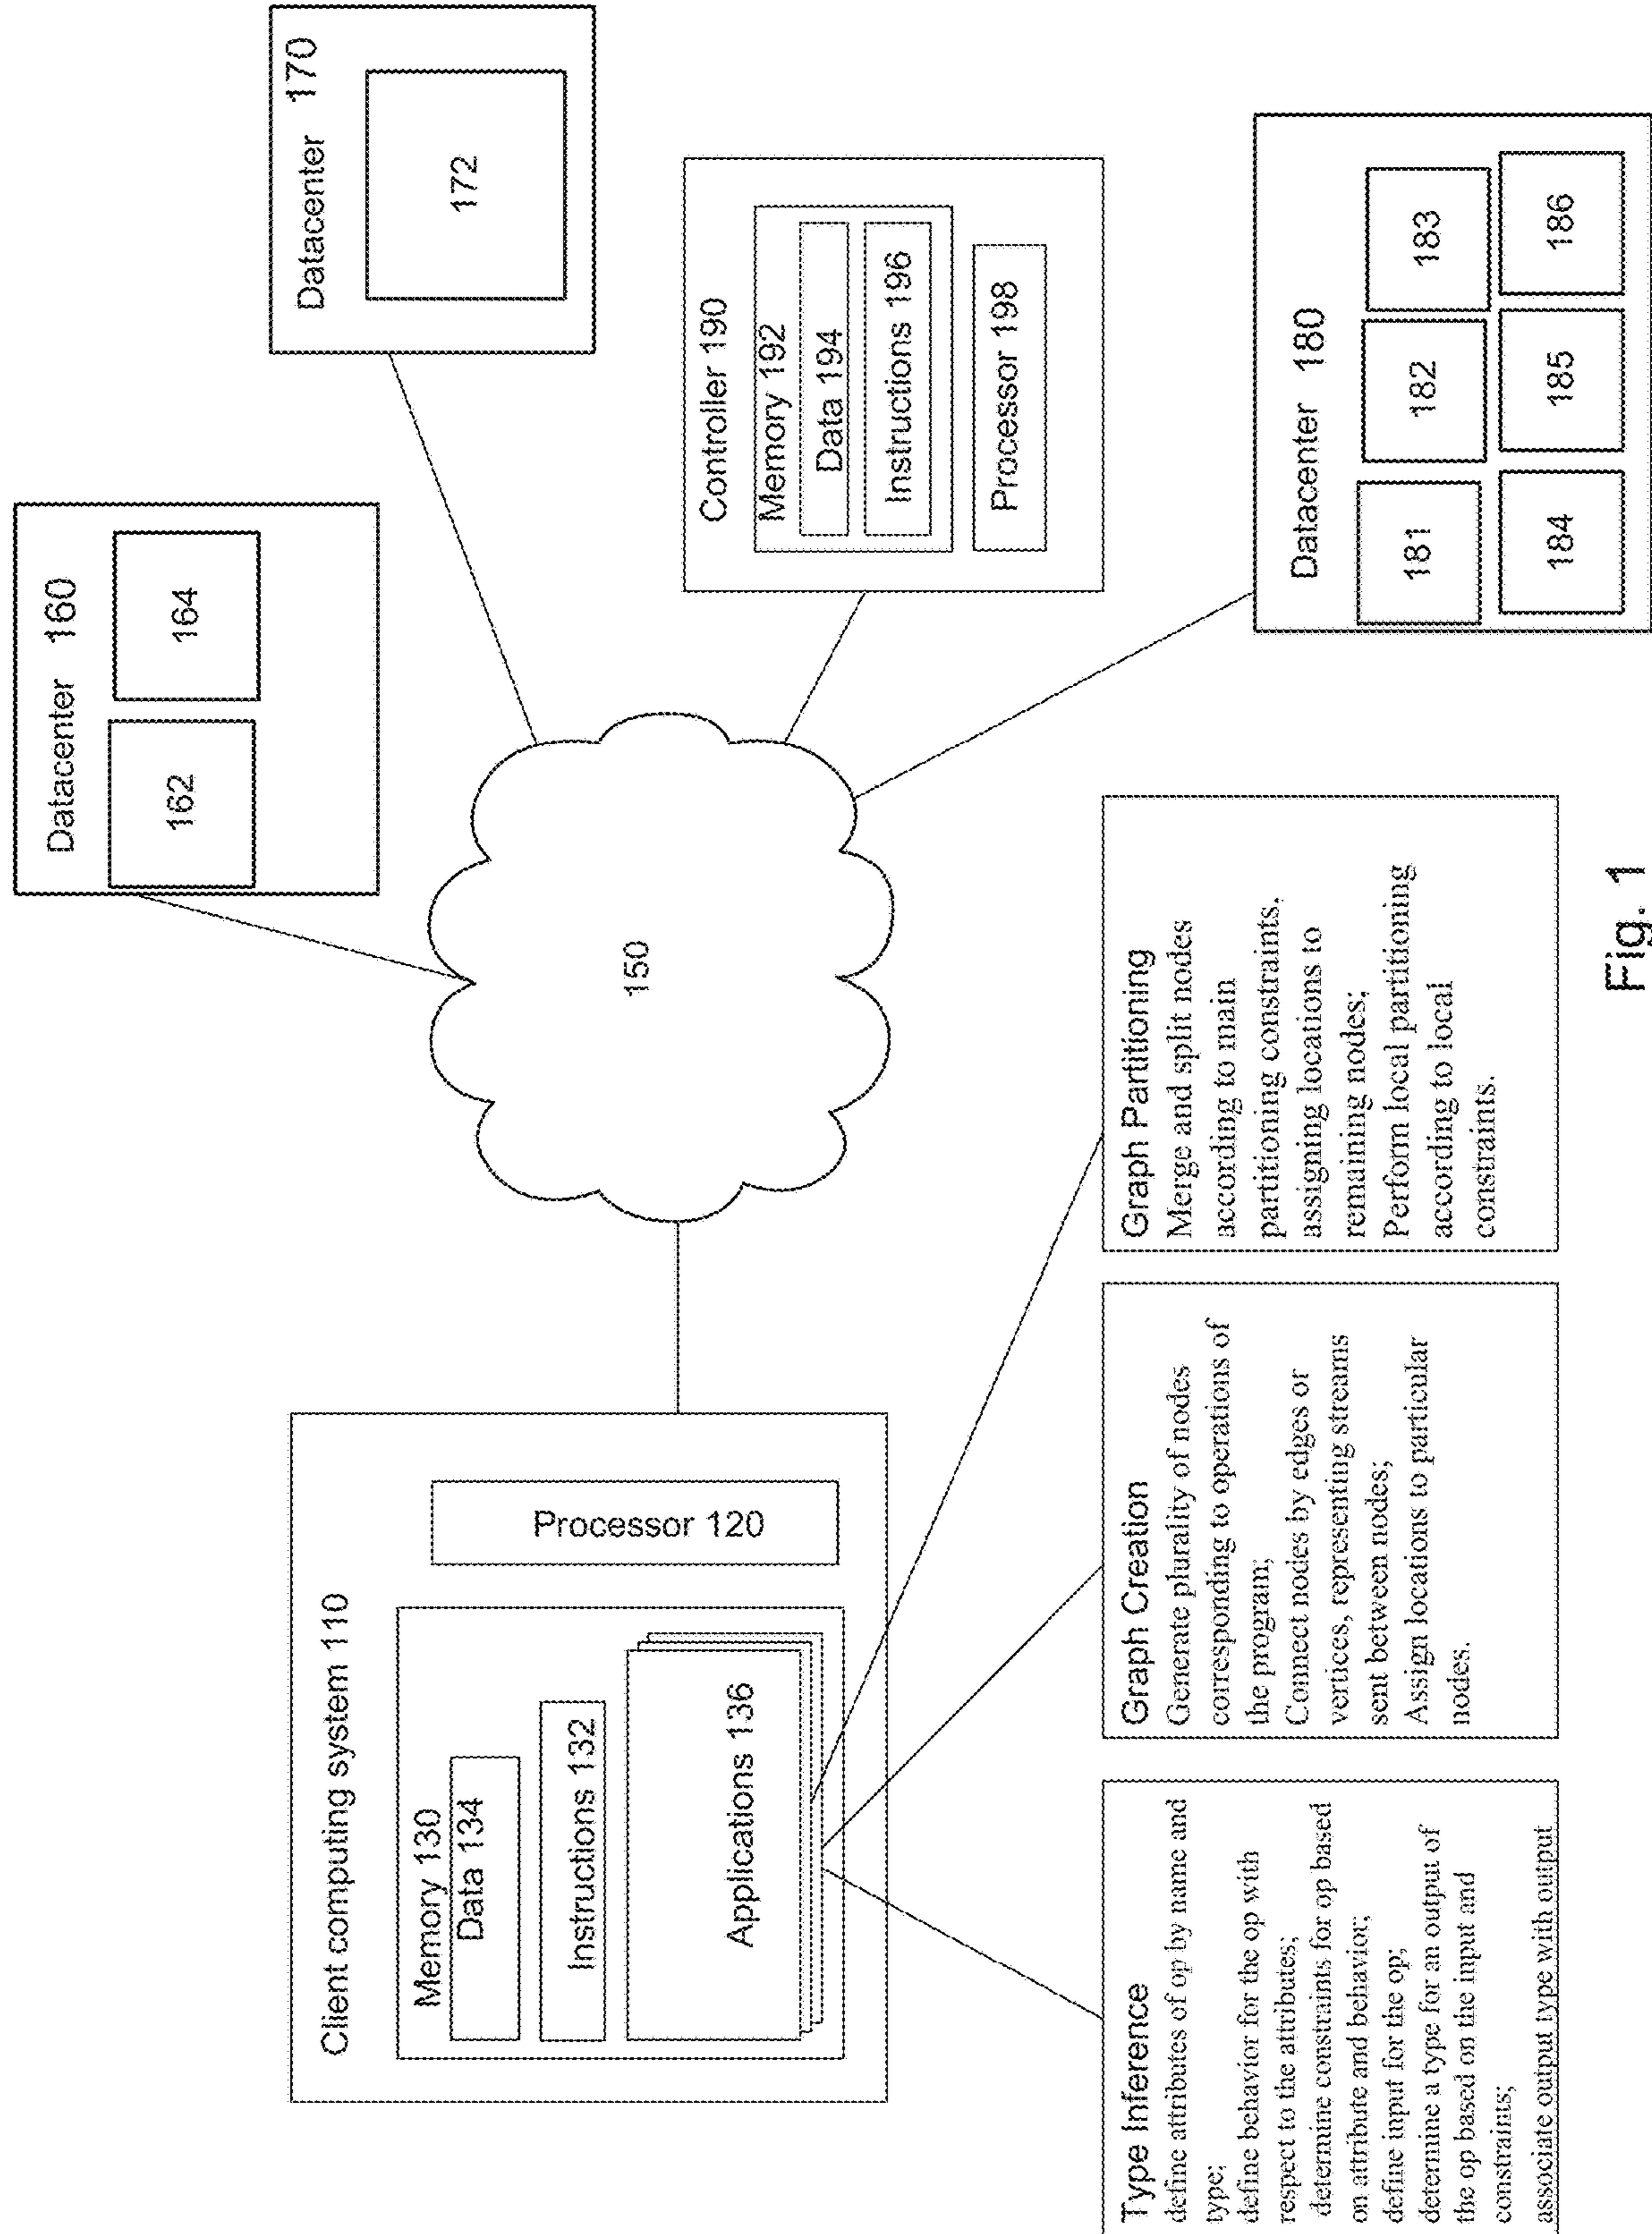 Datacenter 160
162
164
Datacenter 170
172
Client computing system 110
Memory 130
Data 134
Instructions 132
Applications 136
Processor 120
150
Controller 190
Memory 192
Data 194
Instructions 196
Processor 198
Datacenter 180
181
182
183
184
185
186
Type Inference
define attributes of op by name and
type;
define behavior for the op with
respect to the attributes;
determine constraints for op based
on attribute and behavior;
define input for the op;
determine a type for an output of
the op based on the input and
constraints;
associate output type with output
Graph Creation
Generate plurality of nodes
corresponding to operations of
the program;
Connect nodes by edges or
vertices, representing streams
sent between nodes;
Assign locations to particular
nodes.
Graph Partitioning
Merge and split nodes
according to main
partitioning constraints,
assigning locations to
remaining nodes;
Perform local partitioning
according to local
constraints.
Fig. 1